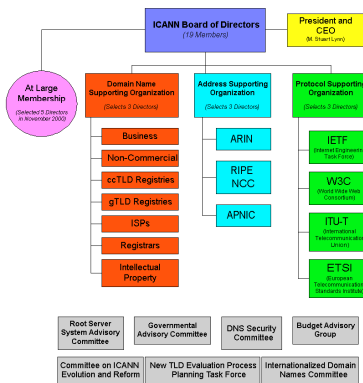 ICANN Board of Directors
(19 Members)
President and
CEO
(M. Stuart Lynn)
At Large
Membership
(Selected 5 Directors
in November 2000)
Domain Name
Supporting Organization
(Selects 3 Directors)
Business
Non-Commercial
ccTLD Registries
gTLD Registries
ISPs
Registrars
Intellectual
Property
Address Supporting
Organization
(Selects 3 Directors)
ARIN
RIPE
NCC
APNIC
Protocol Supporting
Organization
(Selects 3 Directors)
IETF
(Internet Engineering
Task Force)
W3C
(World Wide Web
Consortium)
ITU-T
(International
Telecommunication
Union)
ETSI
(European
Telecommunication
Standards Institute)
Root Server
System Advisory
Committee
Governmental
Advisory Committee
DNS Security
Committee
Budget Advisory
Group
Committee on ICANN
Evolution and Reform
New TLD Evaluation Process
Planning Task Force
Internationalized Domain
Names Committee